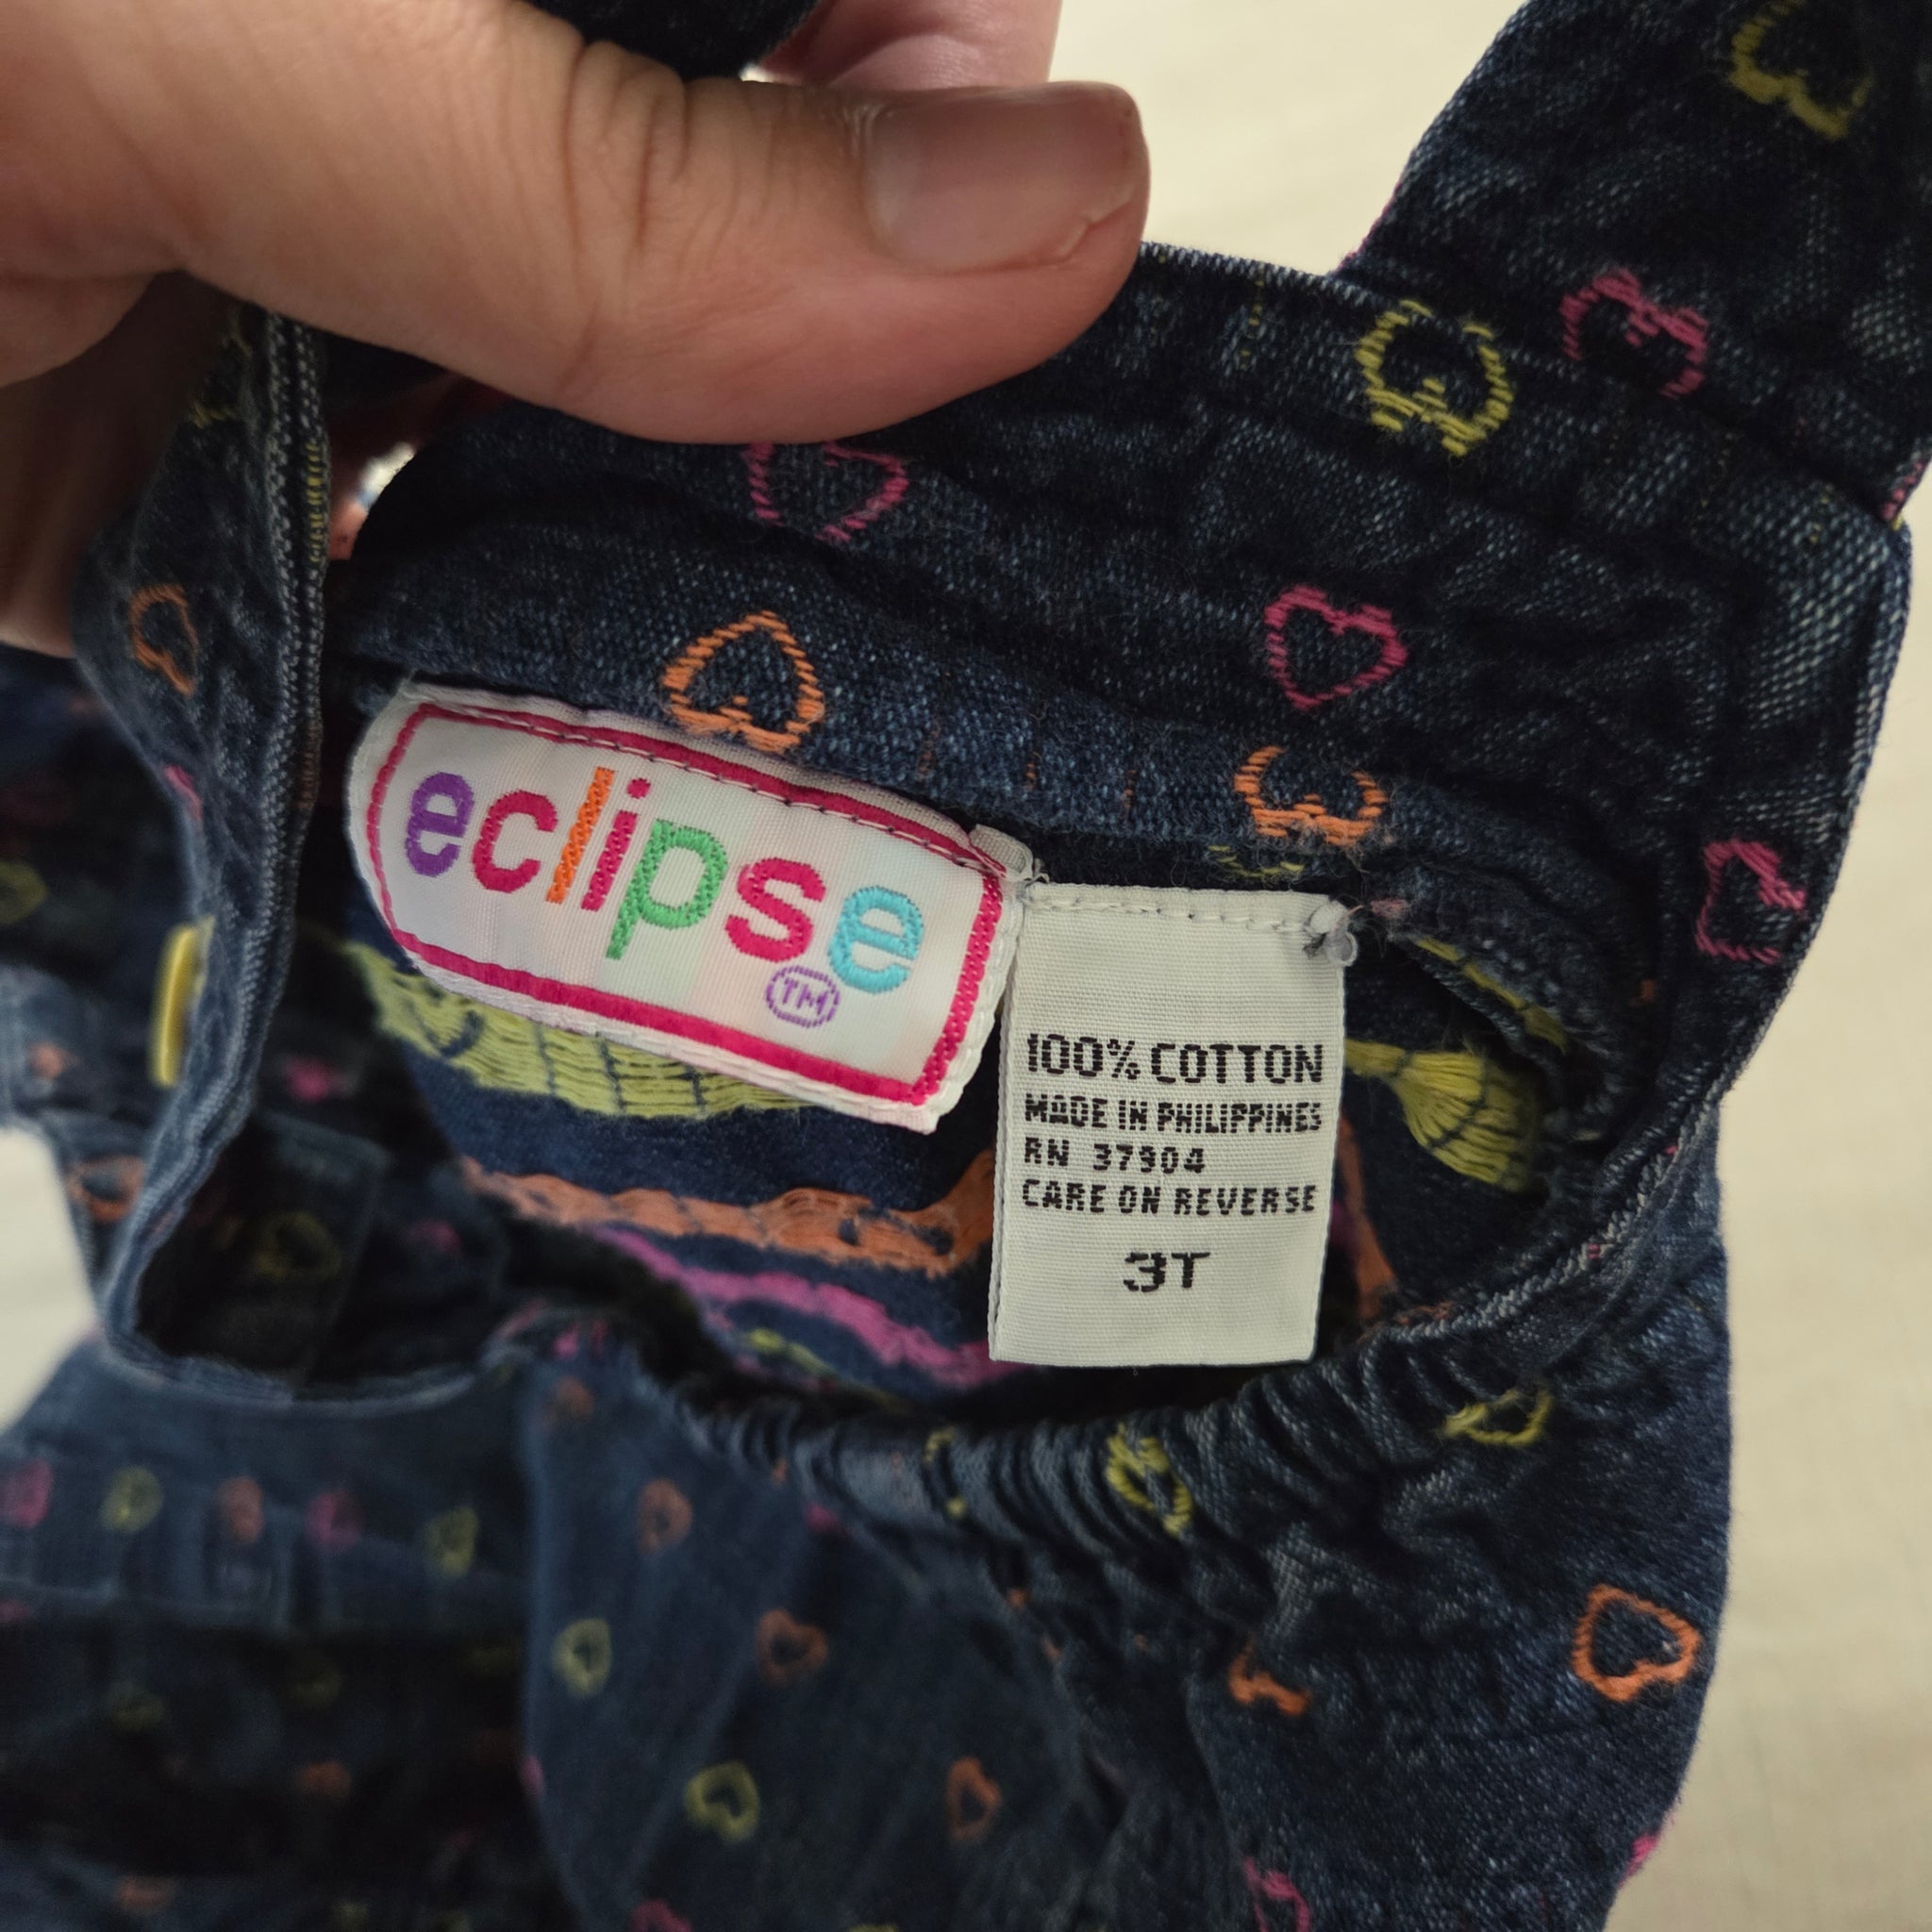 eclipse
TM
100% COTTON
MADE IN PHILIPPINES
RN 37904
CARE ON REVERSE
3T